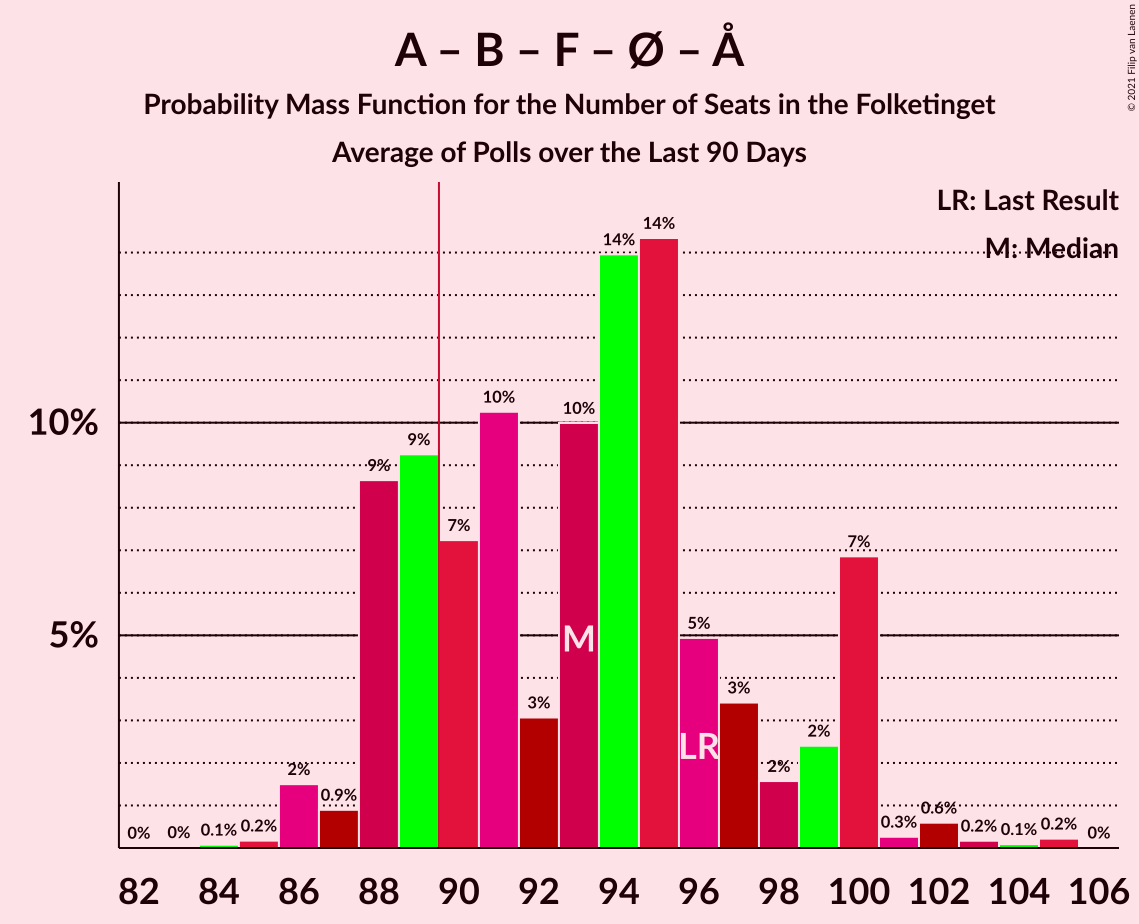 A – B – F – Ø – Å
Probability Mass Function for the Number of Seats in the Folketinget
Average of Polls over the Last 90 Days
© 2021 Filip van Laenen
LR: Last Result
M: Median
10%
5%
0% 0% 0.1% 0.2% 2% 0.9% 9% 9% 7% 10% 3% 10% 14% 14% 5% 3% 2% 2% 7% 0.3% 0.6% 0.2% 0.1% 0.2% 0%
M
LR
82 84 86 88 90 92 94 96 98 100 102 104 106